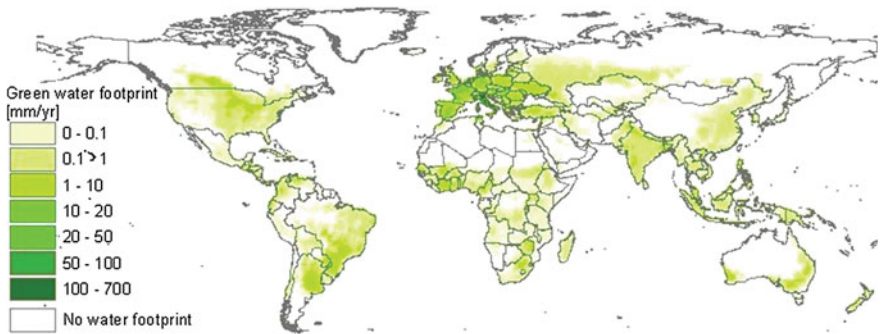 Green water footprint
[mm/yr]
0 - 0.1
0.1 - 1
1 - 10
10 - 20
20 - 50
50 - 100
100 - 700
No water footprint